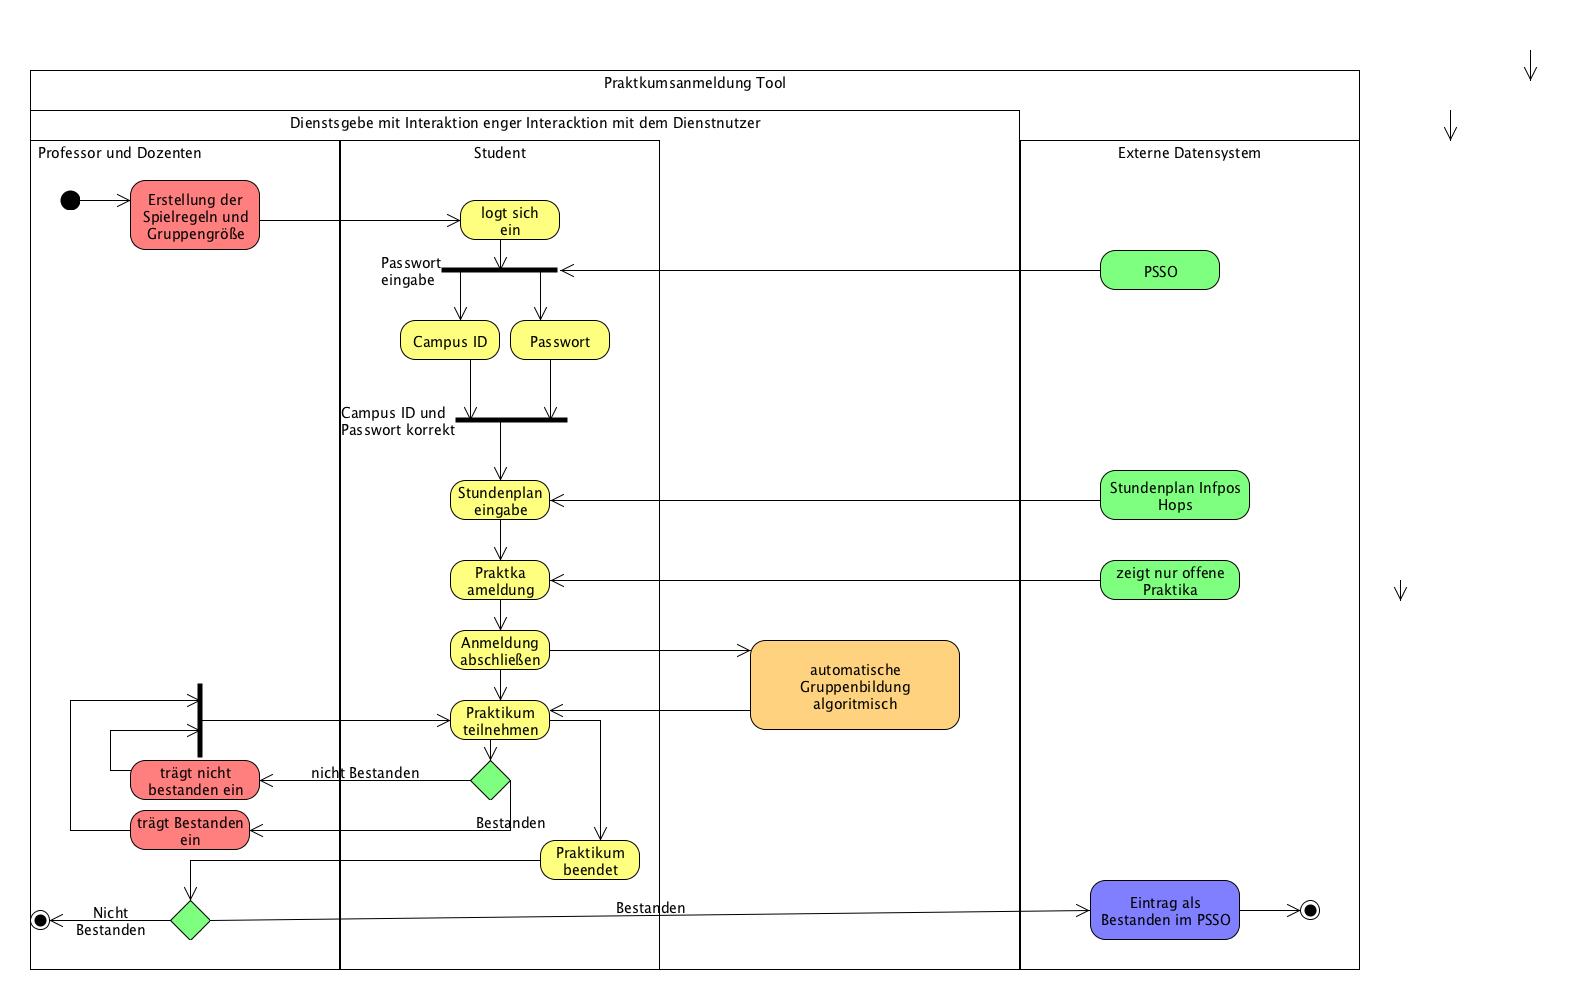 Praktkumsanmeldung Tool
Dienstsgebe mit Interaktion enger Interacktion mit dem Dienstnutzer
Professor und Dozenten
Student
Externe Datensystem
Erstellung der
Spielregeln und
Gruppengröße
logt sich
ein
Passwort
eingabe
PSSO
Campus ID
Passwort
Campus ID und
Passwort korrekt
Stundenplan
eingabe
Stundenplan Infpos
Hops
Praktka
ameldung
zeigt nur offene
Praktika
Anmeldung
abschließen
automatische
Gruppenbildung
algoritmisch
Praktikum
teilnehmen
trägt nicht
bestanden ein
nicht Bestanden
trägt Bestanden
ein
Bestanden
Praktikum
beendet
Nicht
Bestanden
Bestanden
Eintrag als
Bestanden im PSSO